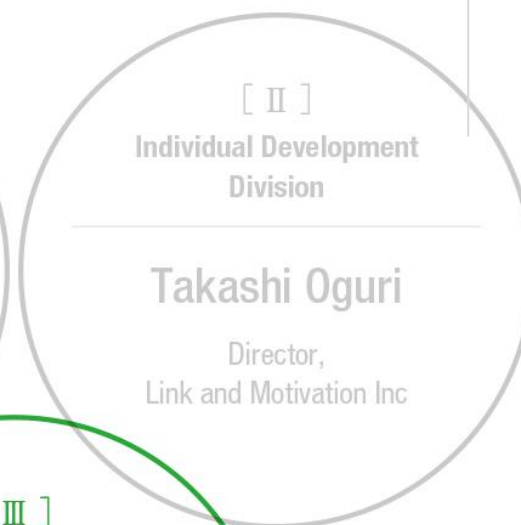 [ Ⅱ ]
Individual Development
Division
Takashi Oguri
Director,
Link and Motivation Inc
Ⅲ ]